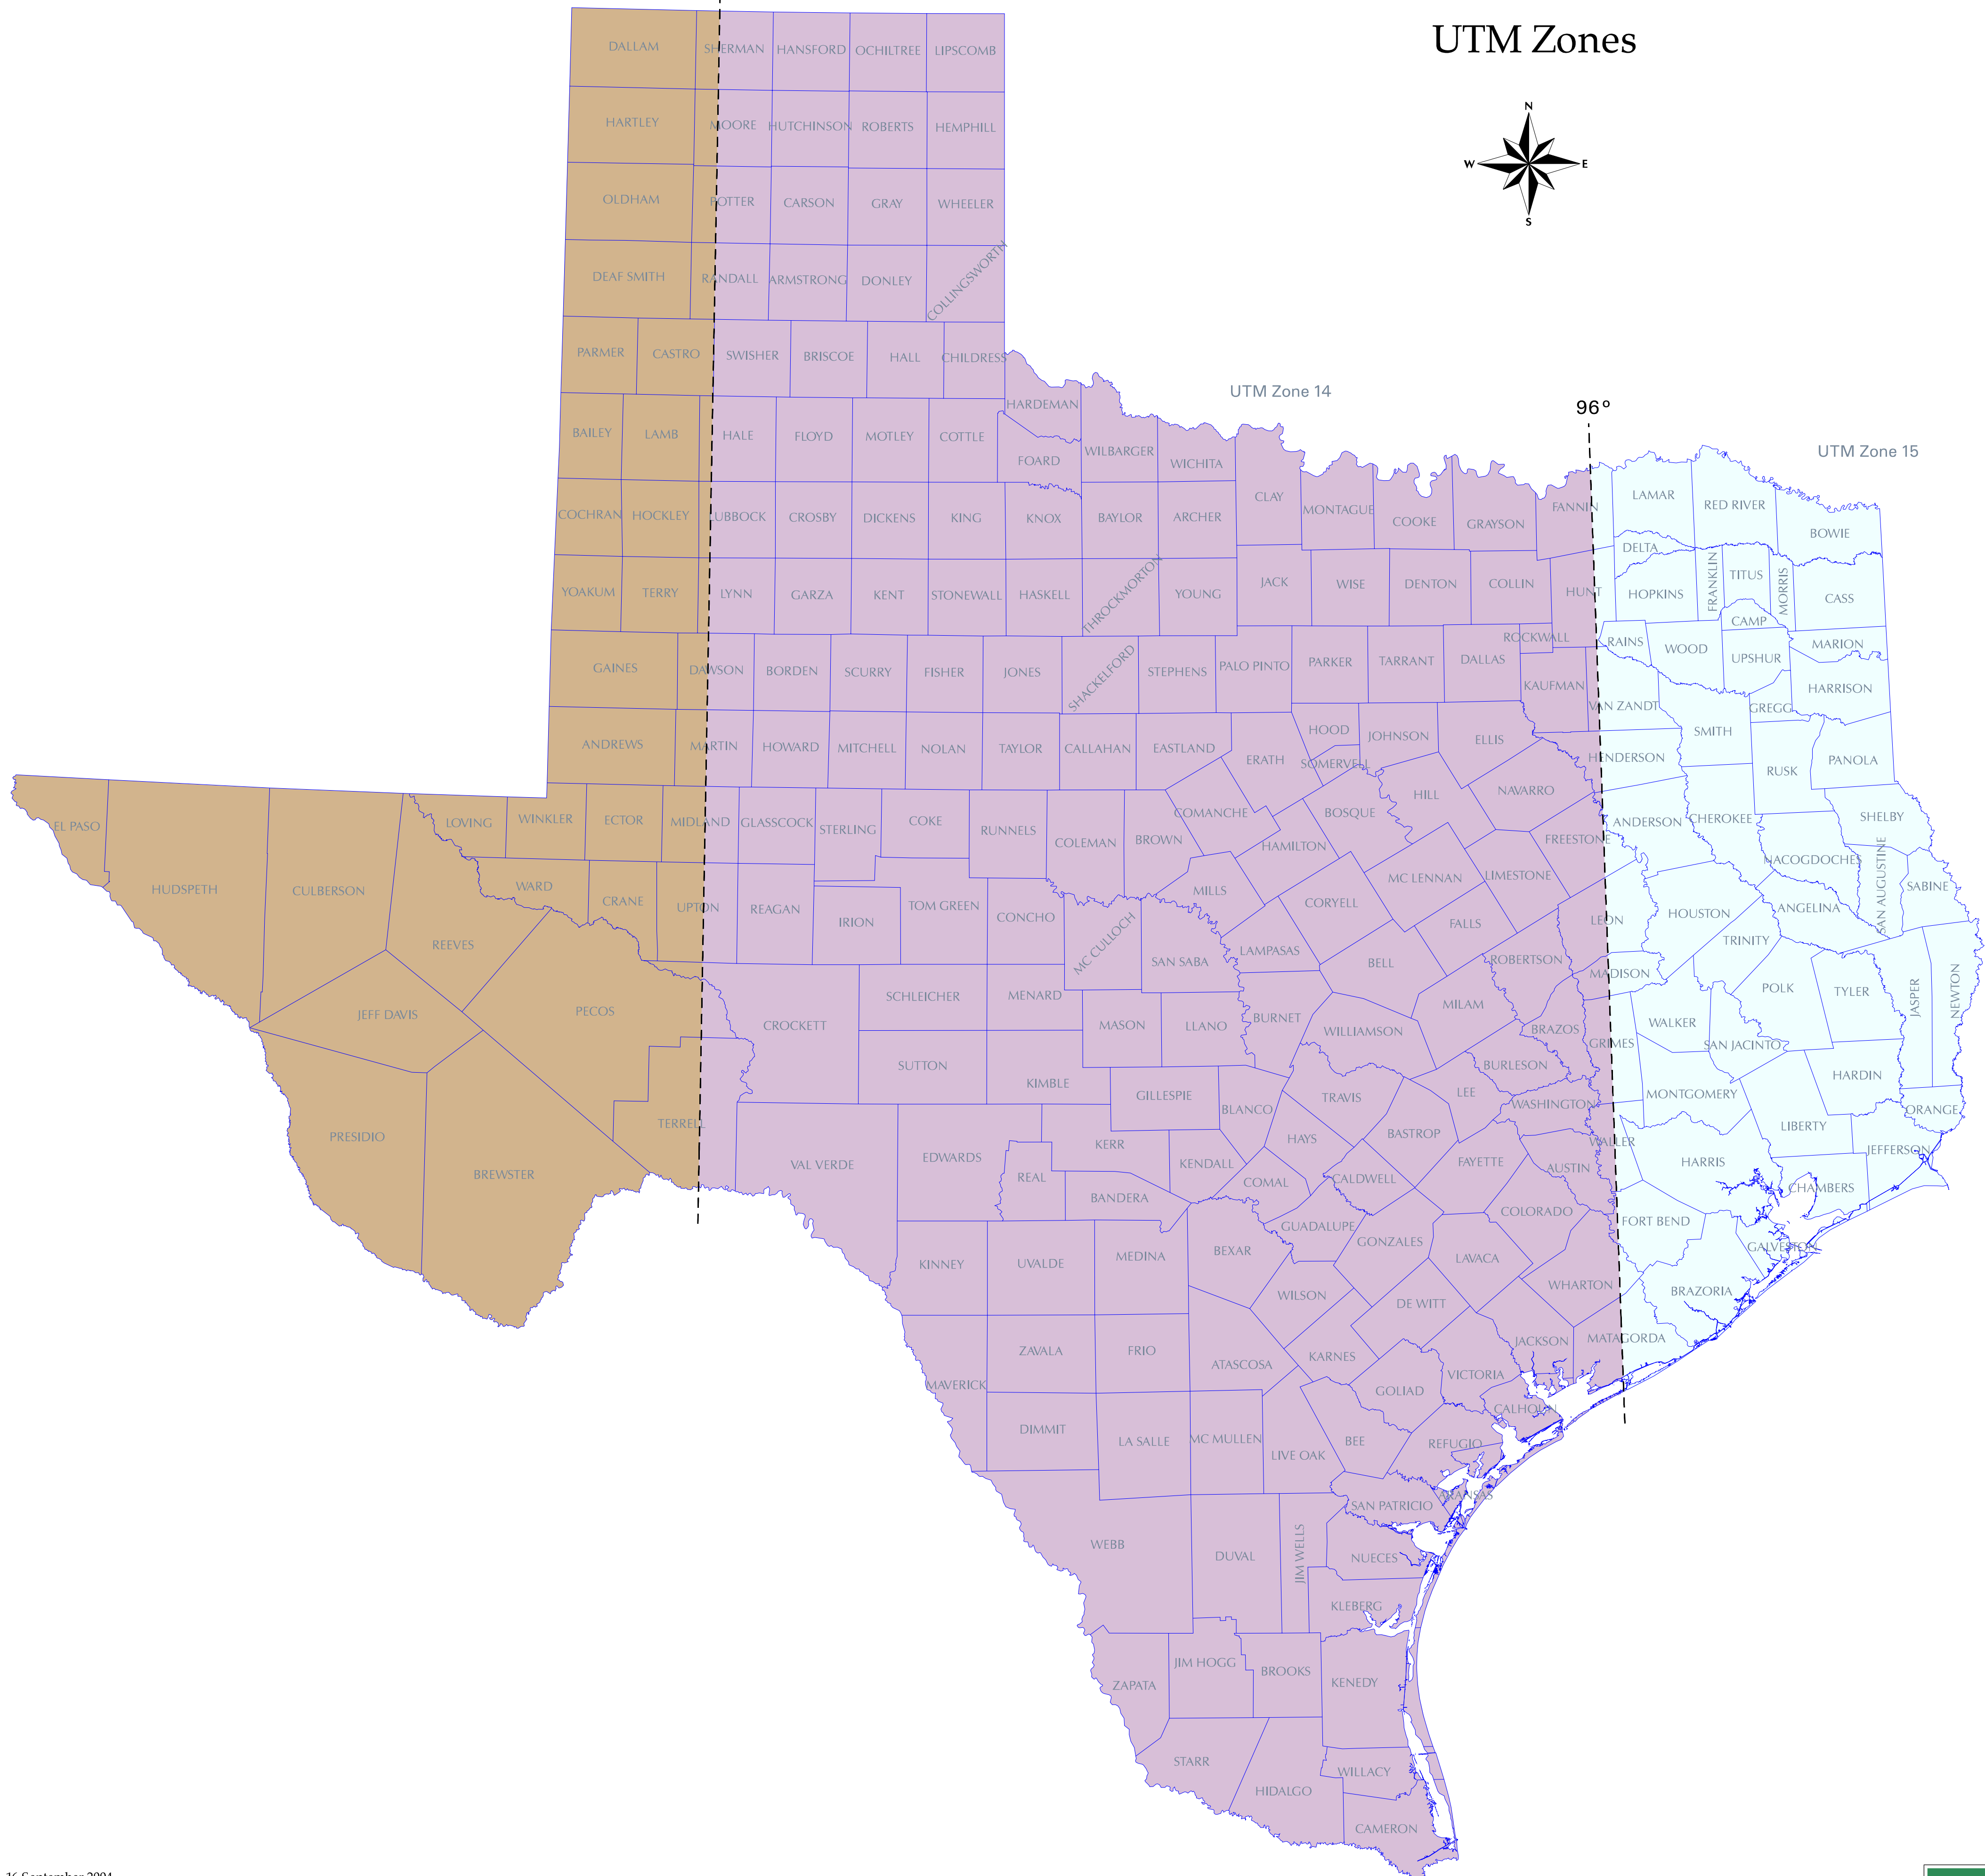 UTM Zones
N
W E
S
DALLAM SHERMAN HANSFORD OCHILTREE LIPSCOMB
HARTLEY MOORE HUTCHINSON ROBERTS HEMPHILL
OLDHAM POTTER CARSON GRAY WHEELER
DEAF SMITH RANDALL ARMSTRONG DONLEY COLLINGSWORTH
PARMER CASTRO SWISHER BRISCOE HALL CHILDRESS
UTM Zone 14
96º
UTM Zone 15
HARDEMAN
BAILEY LAMB HALE FLOYD MOTLEY COTTLE FOARD WILBARGER WICHITA
CLAY MONTAGUE COOKE GRAYSON FANNIN LAMAR RED RIVER BOWIE
COCHRAN HOCKLEY LUBBOCK CROSBY DICKENS KING KNOX BAYLOR ARCHER
DELTA FRANKLIN TITUS MORRIS CASS
YOAKUM TERRY LYNN GARZA KENT STONEWALL HASKELL THROCKMORTON YOUNG JACK WISE DENTON COLLIN HUNT HOPKINS
CAMP
ROCKWALL RAINS WOOD UPSHUR MARION
GAINES DAWSON BORDEN SCURRY FISHER JONES SHACKELFORD STEPHENS PALO PINTO PARKER TARRANT DALLAS KAUFMAN VAN ZANDT GREGG HARRISON
ANDREWS MARTIN HOWARD MITCHELL NOLAN TAYLOR CALLAHAN EASTLAND ERATH HOOD SOMERVELL JOHNSON ELLIS HENDERSON SMITH RUSK PANOLA
EL PASO LOVING WINKLER ECTOR MIDLAND GLASSCOCK STERLING COKE RUNNELS COLEMAN BROWN COMANCHE HAMILTON BOSQUE HILL NAVARRO FREESTONE ANDERSON CHEROKEE SHELBY
HUDSPETH CULBERSON REEVES WARD CRANE UPTON REAGAN IRION TOM GREEN CONCHO MC CULLOCH MILLS CORYELL MC LENNAN LIMESTONE NACOGDOCHES SAN AUGUSTINE SABINE
SAN SABA LAMPASAS BELL FALLS ROBERTSON LEON HOUSTON TRINITY ANGELINA
JEFF DAVIS PECOS CROCKETT SCHLEICHER MENARD MASON LLANO BURNET WILLIAMSON MILAM BRAZOS MADISON WALKER POLK TYLER JASPER NEWTON
SUTTON KIMBLE GILLESPIE BLANCO TRAVIS LEE BURLESON GRIMES SAN JACINTO HARDIN
PRESIDIO BREWSTER TERRELL VAL VERDE EDWARDS REAL KERR KENDALL HAYS BASTROP WASHINGTON WALLER MONTGOMERY LIBERTY ORANGE
BANDERA COMAL CALDWELL FAYETTE AUSTIN HARRIS CHAMBERS JEFFERSON
KINNEY UVALDE MEDINA BEXAR GUADALUPE GONZALES LAVACA COLORADO FORT BEND GALVESTON
WILSON DE WITT WHARTON BRAZORIA
MAVERICK ZAVALA FRIO ATASCOSA KARNES GOLIAD VICTORIA JACKSON MATAGORDA
DIMMIT LA SALLE MC MULLEN LIVE OAK BEE REFUGIO CALHOUN
WEBB DUVAL JIM WELLS SAN PATRICIO ARANSAS
NUECES
KLEBERG
ZAPATA JIM HOGG BROOKS KENEDY
STARR HIDALGO WILLACY
CAMERON
16 September 2004